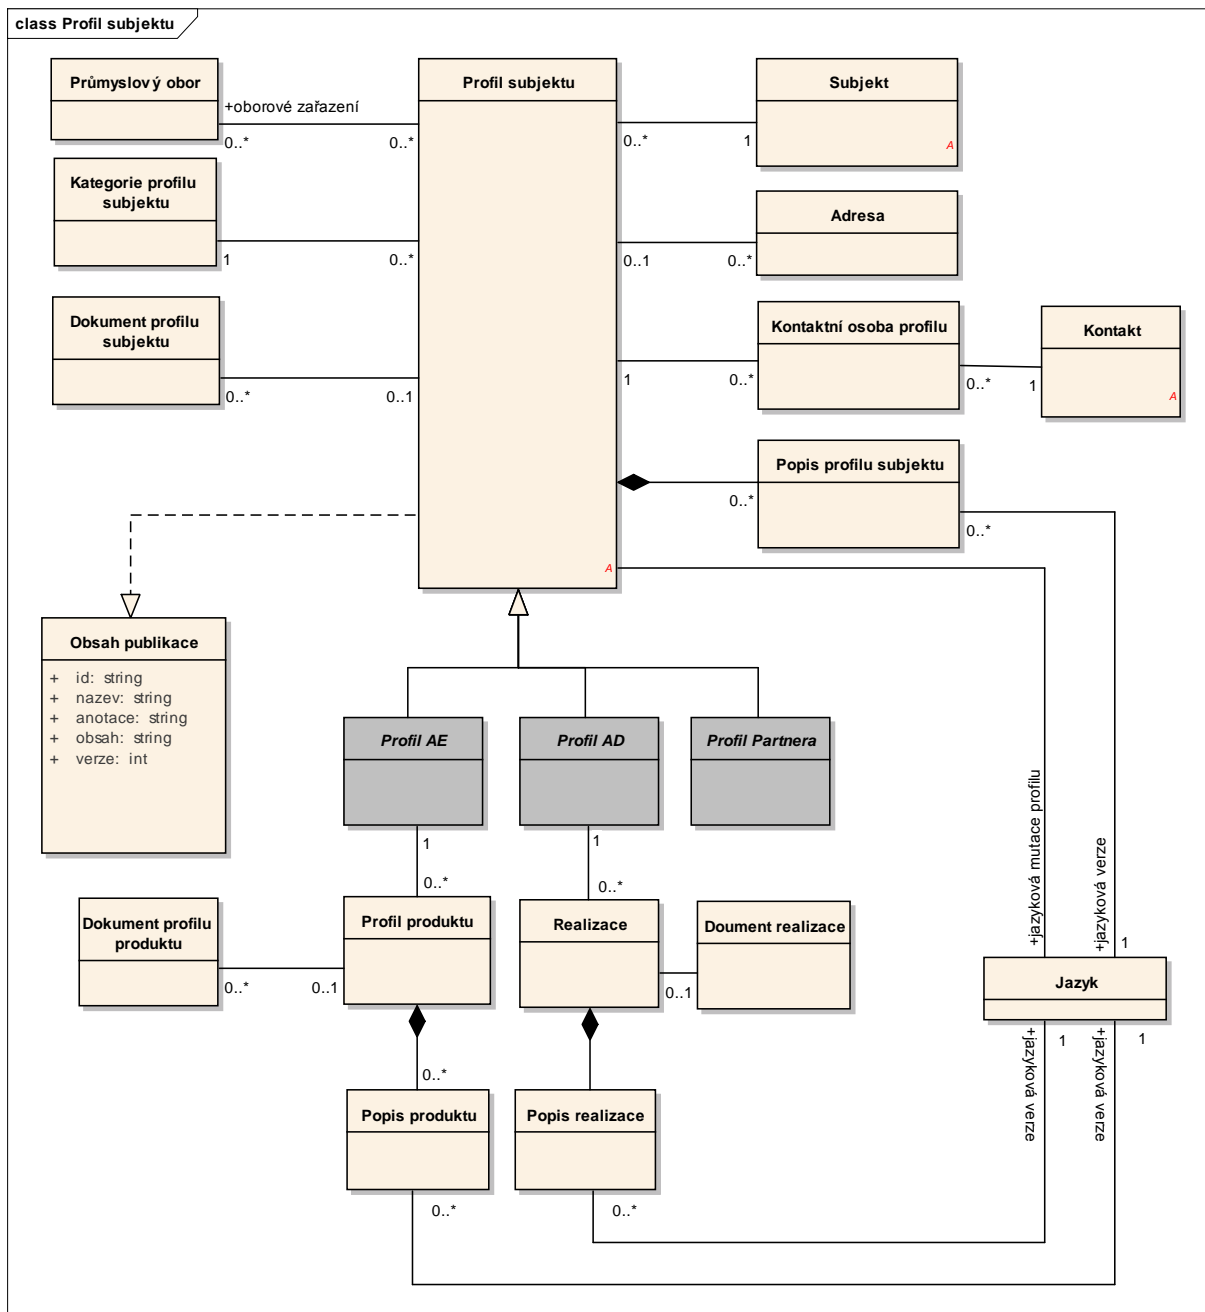 class Profil subjektu
Průmyslový obor
+oborové zařazení
0..*
0..*
Profil subjektu
A
Subjekt
A
0..*
1
Kategorie profilu
subjektu
1
0..*
Adresa
0..1
0..*
Dokument profilu
subjektu
0..*
0..1
Kontaktní osoba profilu
1
0..*
Kontakt
A
0..*
1
Popis profilu subjektu
0..*
0..*
Obsah publikace
+ id: string
+ nazev: string
+ anotace: string
+ obsah: string
+ verze: int
Profil AE
Profil AD
Profil Partnera
1
0..*
1
0..*
+jazyková mutace profilu
+jazyková verze
1
Dokument profilu
produktu
0..*
0..1
Profil produktu
Realizace
Doument realizace
0..1
Jazyk
0..*
Popis produktu
Popis realizace
+jazyková verze
1
+jazyková verze
1
0..*
0..*